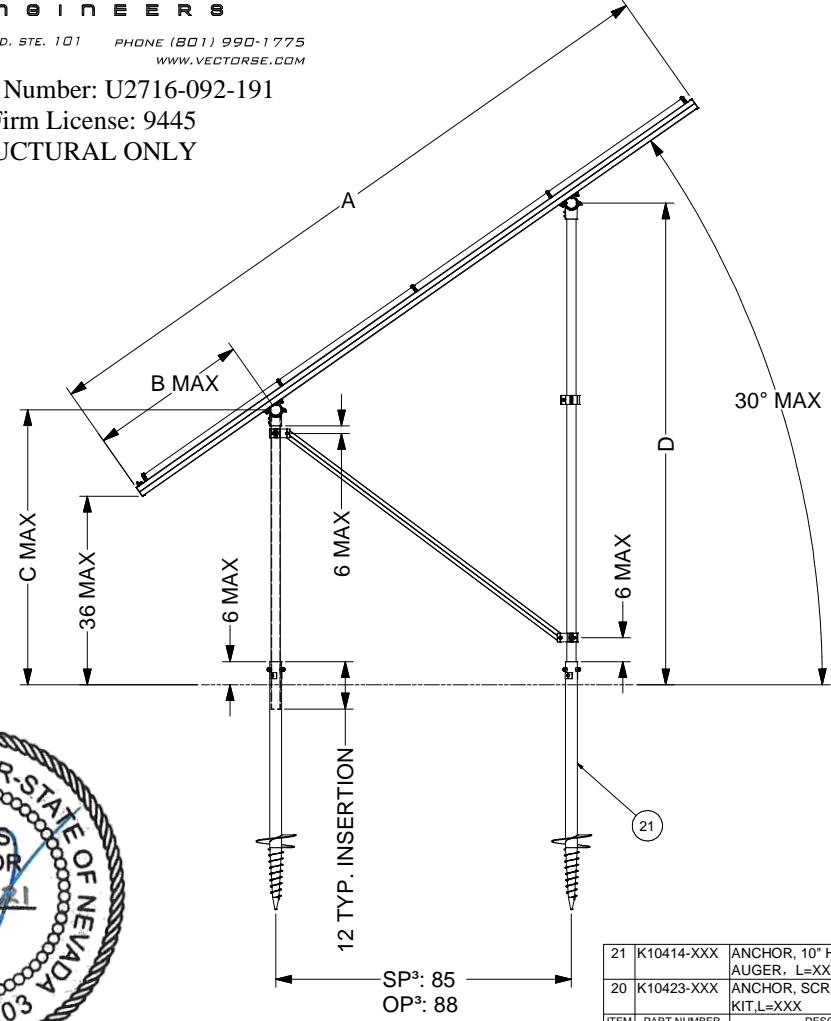 ENGINEERS
D. STE. 101 PHONE (801) 990-1775
WWW.VECTORSE.COM
Number: U2716-092-191
Firm License: 9445
UCTURAL ONLY
A
B MAX
30° MAX
D
C MAX
36 MAX
6 MAX
6 MAX
6 MAX
12 TYP. INSERTION
21
SP³: 85
OP³: 88
R-STATE OF NEVADA
21 K10414-XXX ANCHOR, 10" H
AUGER, L=XX
20 K10423-XXX ANCHOR, SCR
KIT,L=XXX
ITEM PART NUMBER DESC